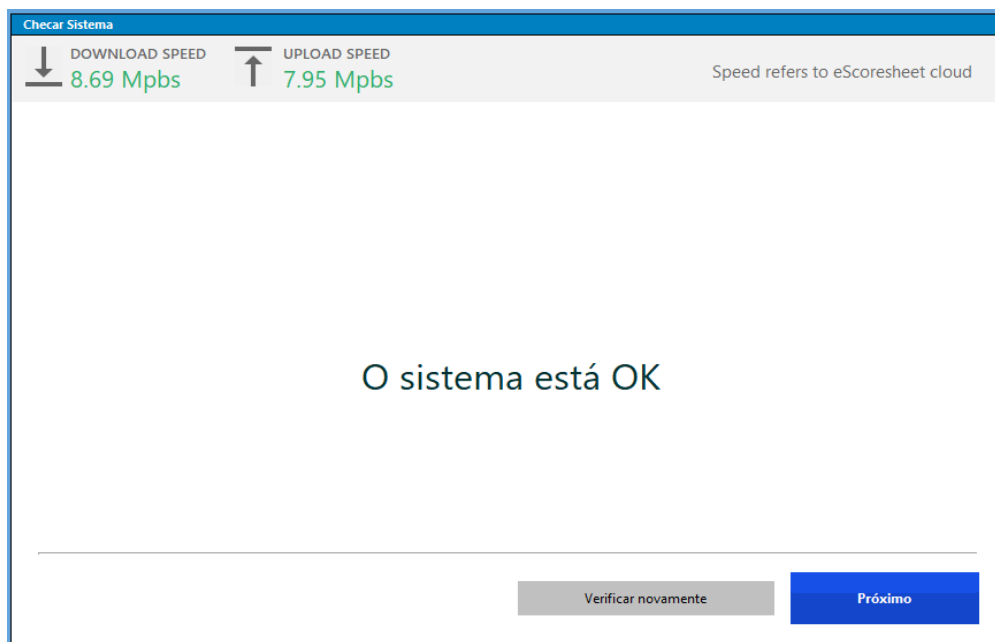 Checar Sistema
DOWNLOAD SPEED
8.69 Mpbs
UPLOAD SPEED
7.95 Mpbs
Speed refers to eScoresheet cloud
O sistema está OK
Verificar novamente
Próximo